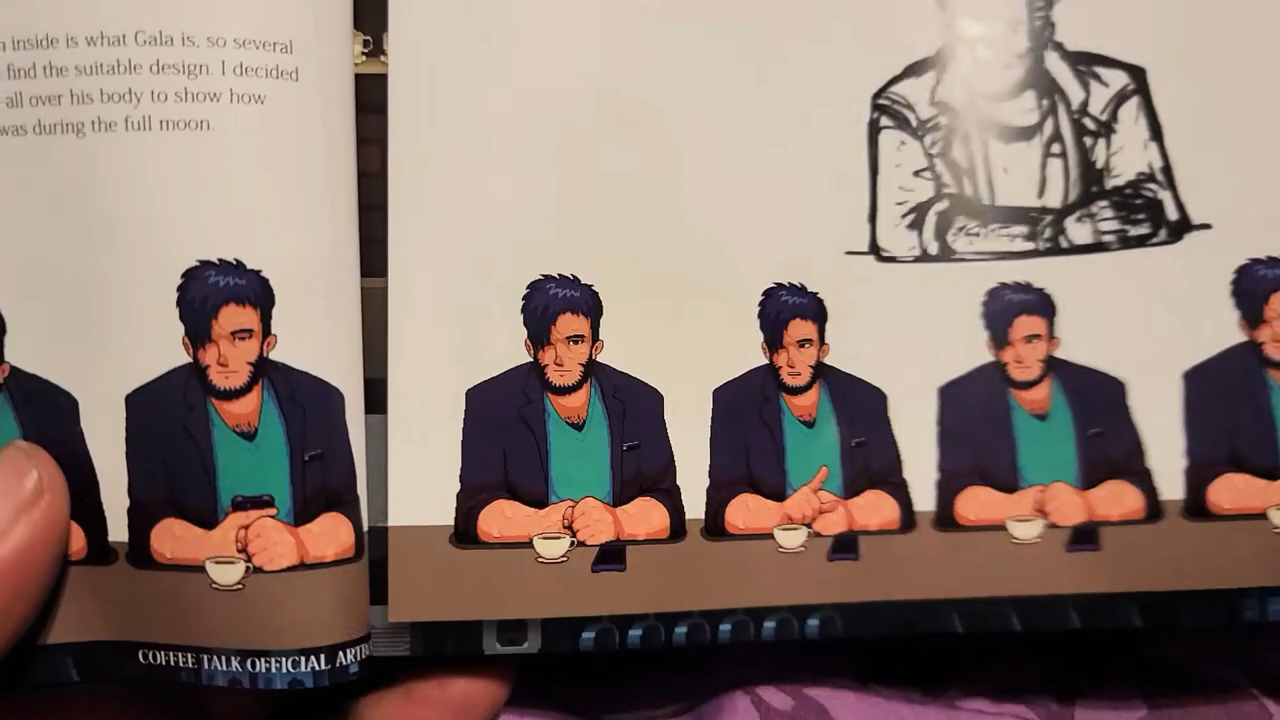 inside is what Gala is, so several
find the suitable design. I decided
all over his body to show how
was during the full moon.
COFFEE TALK OFFICIAL